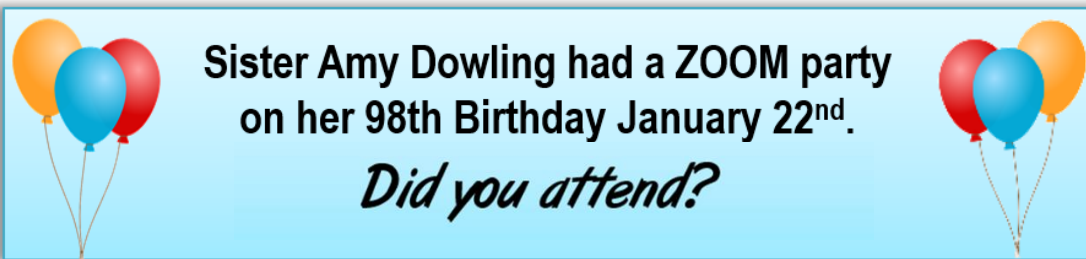 Sister Amy Dowling had a ZOOM party
on her 98th Birthday January 22nd.
Did you attend?